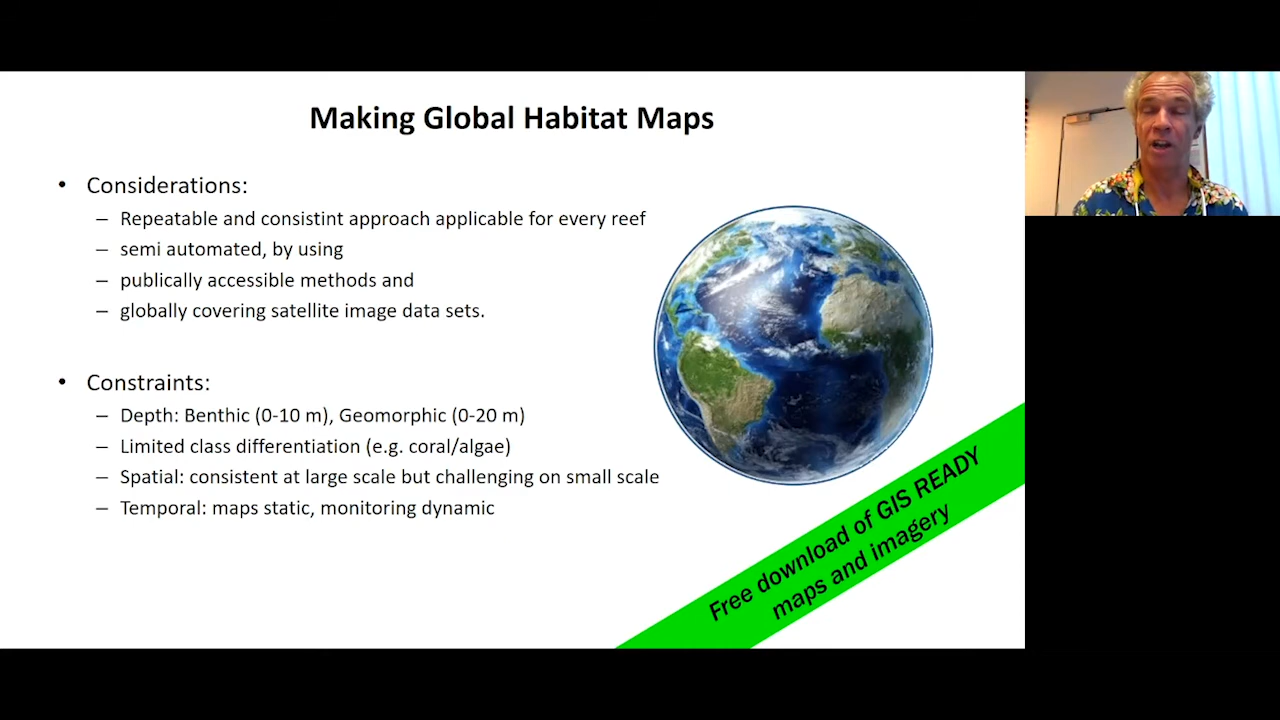 Making Global Habitat Maps
• Considerations:
– Repeatable and consistint approach applicable for every reef
– semi automated, by using
– publically accessible methods and
– globally covering satellite image data sets.
• Constraints:
– Depth: Benthic (0-10 m), Geomorphic (0-20 m)
– Limited class differentiation (e.g. coral/algae)
– Spatial: consistent at large scale but challenging on small scale
– Temporal: maps static, monitoring dynamic
Free download of GIS READY
maps and imagery